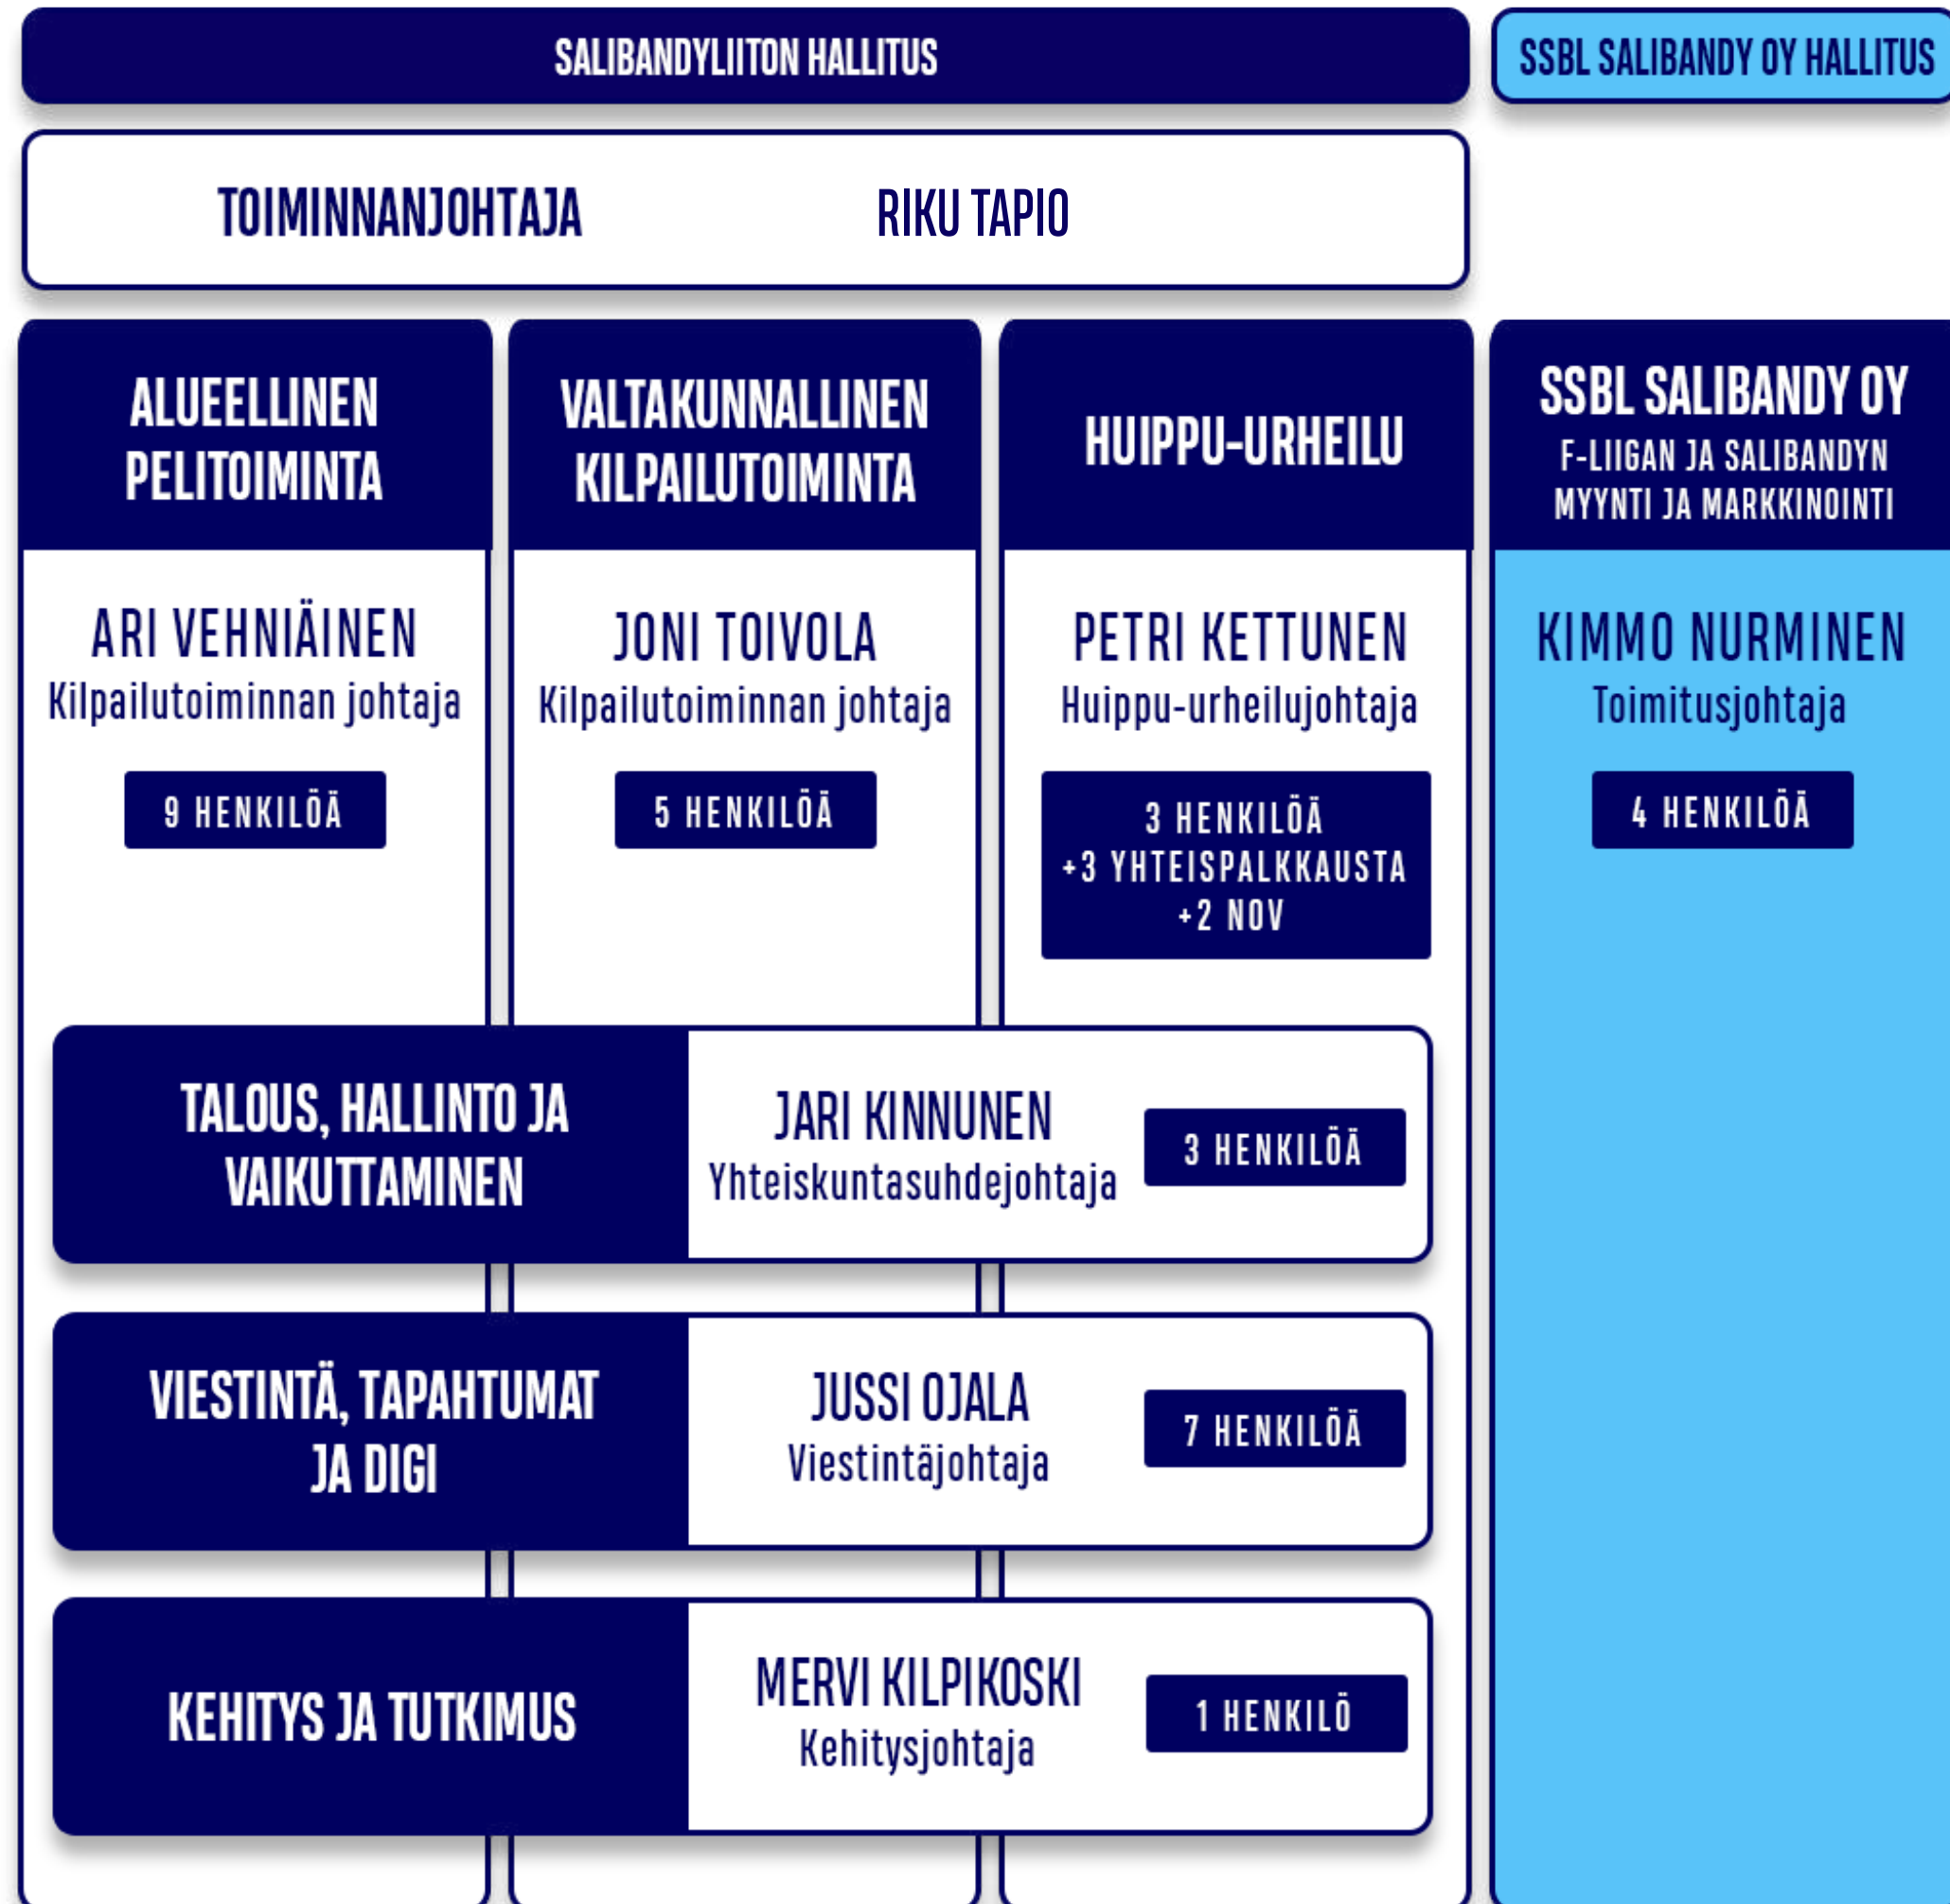 SALIBANDYLIITON HALLITUS
SSBL SALIBANDY OY HALLITUS
TOIMINNANJOHTAJA RIKU TAPIO
ALUEELLINEN
PELITOIMINTA
ARI VEHNIÄINEN
Kilpailutoiminnan johtaja
9 HENKILÖÄ
VALTAKUNNALLINEN
KILPAILUTOIMINTA
JONI TOIVOLA
Kilpailutoiminnan johtaja
5 HENKILÖÄ
HUIPPU-URHEILU
PETRI KETTUNEN
Huippu-urheilujohtaja
3 HENKILÖÄ
+3 YHTEISPALKKAUSTA
+2 NOV
SSBL SALIBANDY OY
F-LIIGAN JA SALIBANDYN
MYYNTI JA MARKKINOINTI
KIMMO NURMINEN
Toimitusjohtaja
4 HENKILÖÄ
TALOUS, HALLINTO JA
VAIKUTTAMINEN
JARI KINNUNEN
Yhteiskuntasuhdejohtaja
3 HENKILÖÄ
VIESTINTÄ, TAPAHTUMAT
JA DIGI
JUSSI OJALA
Viestintäjohtaja
7 HENKILÖÄ
KEHITYS JA TUTKIMUS
MERVI KILPIKOSKI
Kehitysjohtaja
1 HENKILÖ